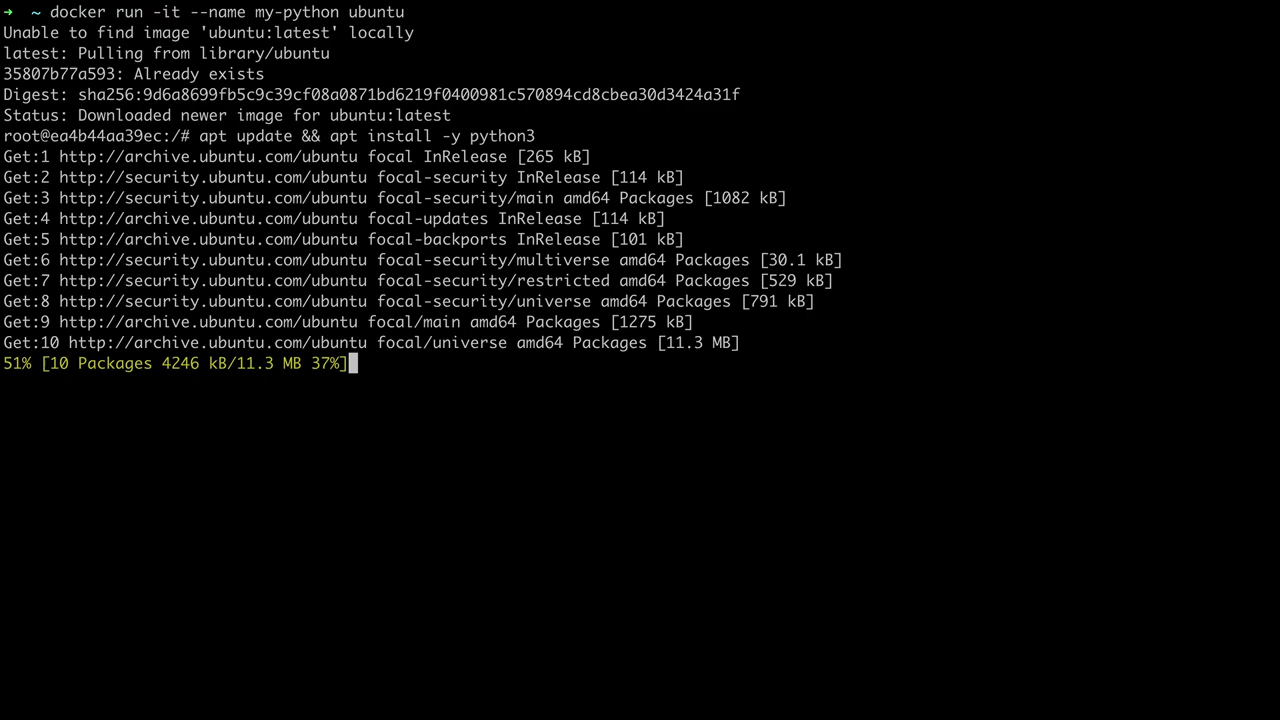 ➜  ~ docker run -it --name my-python ubuntu
Unable to find image 'ubuntu:latest' locally
latest: Pulling from library/ubuntu
35807b77a593: Already exists
Digest: sha256:9d6a8699fb5c9c39cf08a0871bd6219f0400981c570894cd8cbea30d3424a31f
Status: Downloaded newer image for ubuntu:latest
root@ea4b44aa39ec:/# apt update && apt install -y python3
Get:1 http://archive.ubuntu.com/ubuntu focal InRelease [265 kB]
Get:2 http://security.ubuntu.com/ubuntu focal-security InRelease [114 kB]
Get:3 http://security.ubuntu.com/ubuntu focal-security/main amd64 Packages [1082 kB]
Get:4 http://archive.ubuntu.com/ubuntu focal-updates InRelease [114 kB]
Get:5 http://archive.ubuntu.com/ubuntu focal-backports InRelease [101 kB]
Get:6 http://security.ubuntu.com/ubuntu focal-security/multiverse amd64 Packages [30.1 kB]
Get:7 http://security.ubuntu.com/ubuntu focal-security/restricted amd64 Packages [529 kB]
Get:8 http://security.ubuntu.com/ubuntu focal-security/universe amd64 Packages [791 kB]
Get:9 http://archive.ubuntu.com/ubuntu focal/main amd64 Packages [1275 kB]
Get:10 http://archive.ubuntu.com/ubuntu focal/universe amd64 Packages [11.3 MB]
51% [10 Packages 4246 kB/11.3 MB 37%]